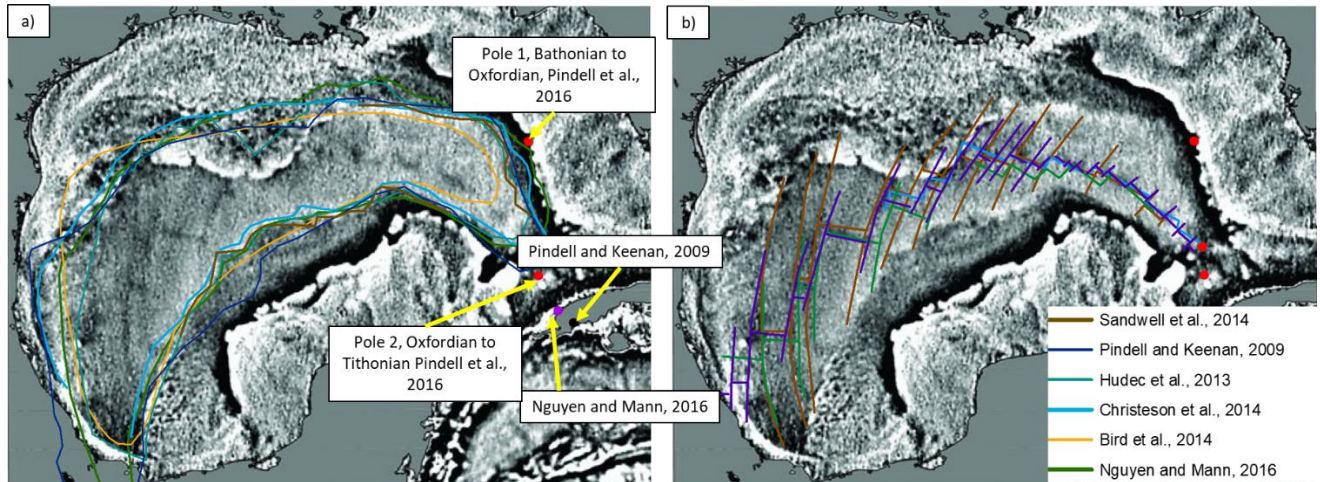 a)
Pole 1, Bathonian to
Oxfordian, Pindell et al.,
2016
Pindell and Keenan, 2009
Pole 2, Oxfordian to
Tithonian Pindell et al.,
2016
Nguyen and Mann, 2016
b)
Sandwell et al., 2014
Pindell and Keenan, 2009
Hudec et al., 2013
Christeson et al., 2014
Bird et al., 2014
Nguyen and Mann, 2016